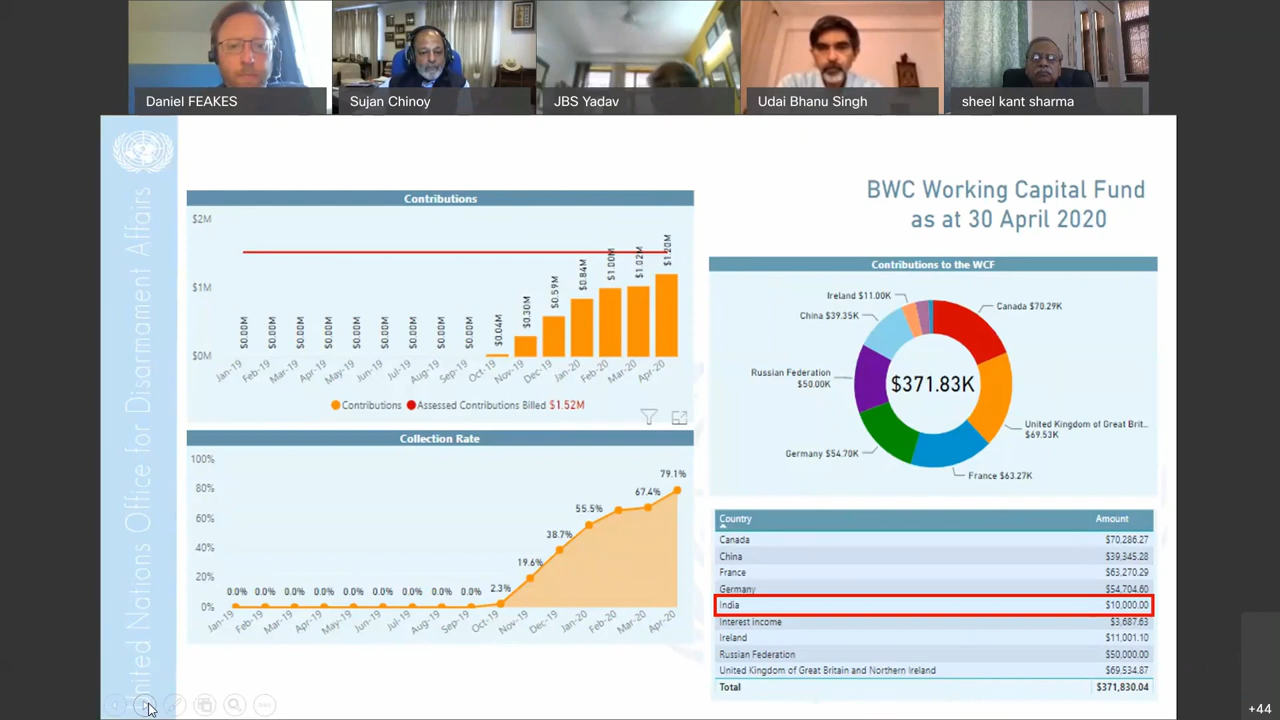 Daniel FEAKES
Sujan Chinoy
JBS Yadav
Udai Bhanu Singh
sheel kant sharma
United Nations Office for Disarmament Affairs
BWC Working Capital Fund
as at 30 April 2020
Contributions
$2M
$1M
$0M
$0.00M
$0.00M
$0.00M
$0.00M
$0.00M
$0.00M
$0.00M
$0.00M
$0.00M
$0.04M
$0.30M
$0.59M
$0.84M
$1.00M
$1.02M
$1.20M
Jan-19
Feb-19
Mar-19
Apr-19
May-19
Jun-19
Jul-19
Aug-19
Sep-19
Oct-19
Nov-19
Dec-19
Jan-20
Feb-20
Mar-20
Apr-20
Contributions
Assessed Contributions Billed $1.52M
Collection Rate
100%
80%
60%
40%
20%
0%
0.0%
0.0%
0.0%
0.0%
0.0%
0.0%
0.0%
0.0%
0.0%
2.3%
19.6%
38.7%
55.5%
67.4%
79.1%
Jan-19
Feb-19
Mar-19
Apr-19
May-19
Jun-19
Jul-19
Aug-19
Sep-19
Oct-19
Nov-19
Dec-19
Jan-20
Feb-20
Mar-20
Apr-20
Contributions to the WCF
Ireland $11.00K
China $39.35K
Russian Federation
$50.00K
Germany $54.70K
Canada $70.29K
United Kingdom of Great Brit...
$69.53K
France $63.27K
$371.83K
Country Amount
Canada $70,286.27
China $39,345.28
France $63,270.29
Germany $54,704.60
India $10,000.00
Interest income $3,687.63
Ireland $11,001.10
Russian Federation $50,000.00
United Kingdom of Great Britain and Northern Ireland $69,534.87
Total $371,830.04
+44